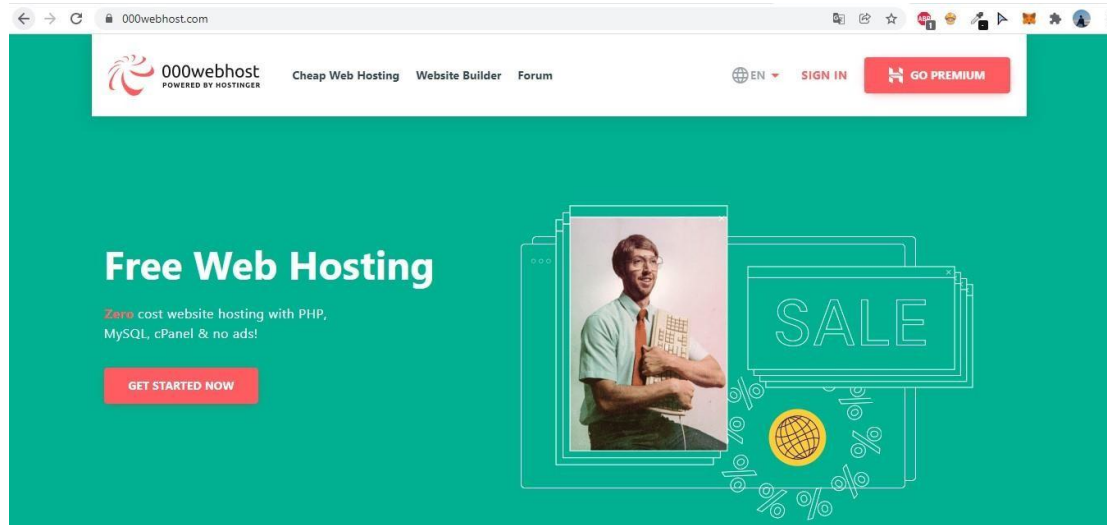 000webhost.com
1
000webhost
POWERED BY HOSTINGER
Cheap Web Hosting Website Builder Forum
EN
SIGN IN
GO PREMIUM
Free Web Hosting
Zero cost website hosting with PHP,
MySQL, cPanel & no ads!
GET STARTED NOW
SALE
% % % % % % % % % %